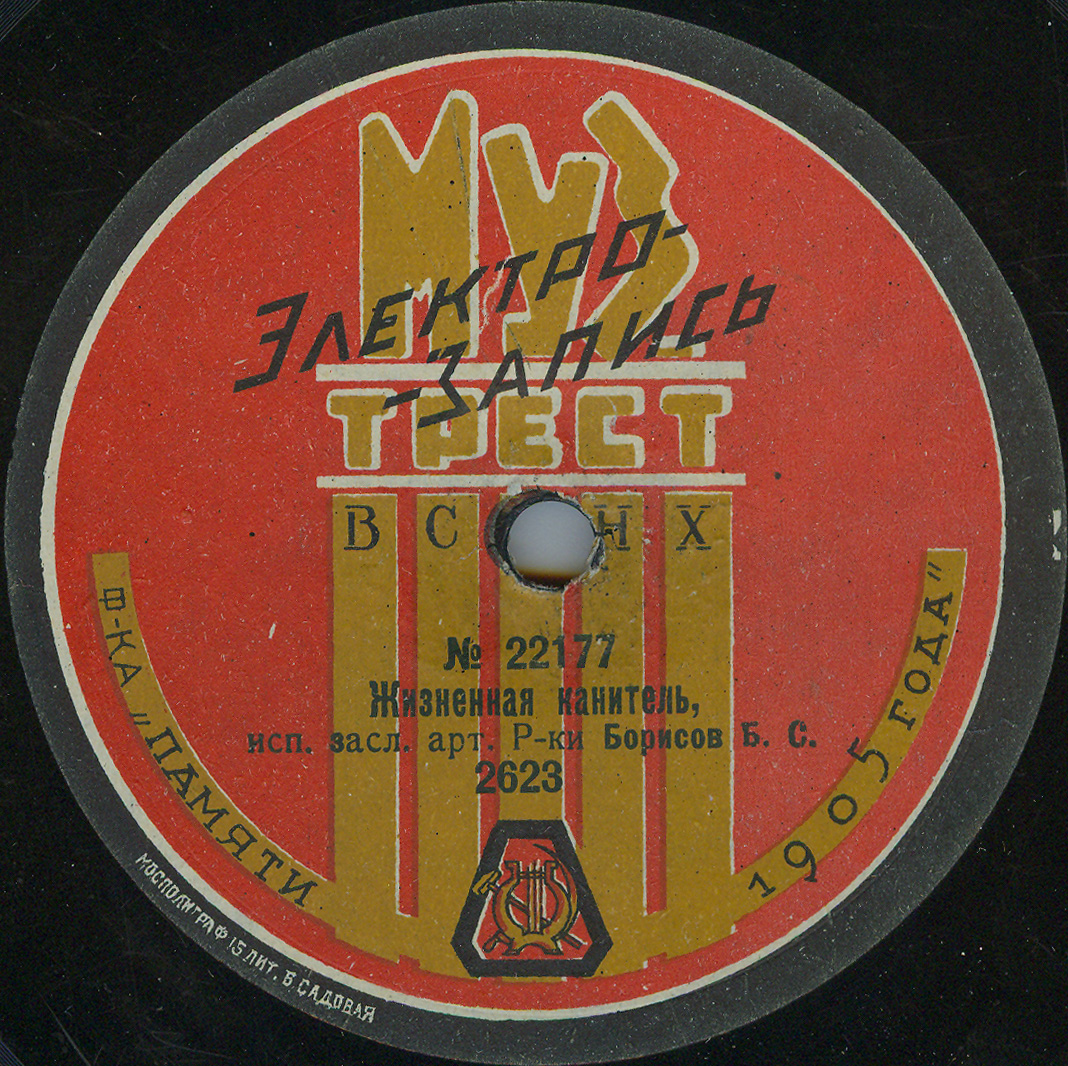 МУЗ
ЭЛЕКТРО-
-ЗАПИСЬ
ТРЕСТ
ВСНХ
№ 22177
Жизненная канитель,
исп. засл. арт. Р-ки Борисов Б. С.
2623
Ф-КА „ПАМЯТИ 1905 ГОДА"
МОСПОЛИГРАФ 15 ЛИТ. Б. САДОВАЯ